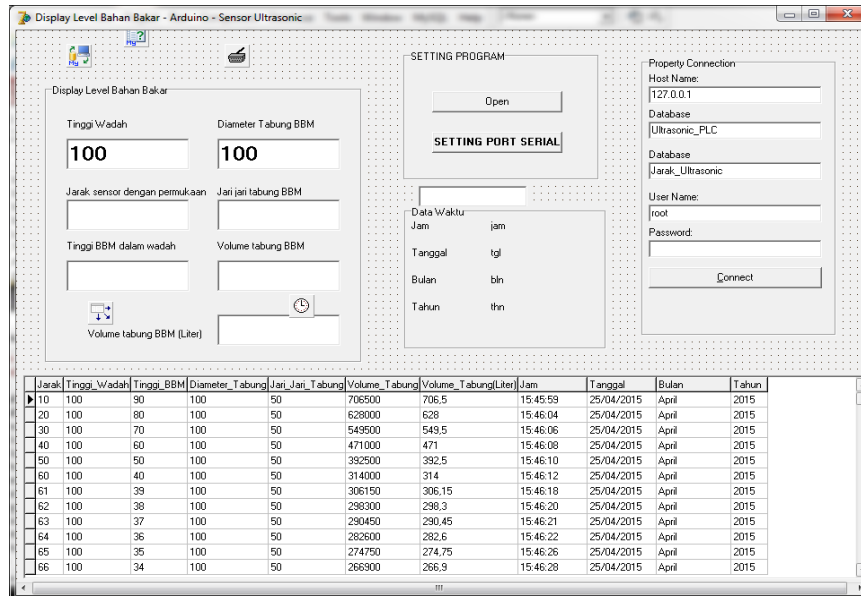 Display Level Bahan Bakar - Arduino - Sensor Ultrasonic
My
My
Display Level Bahan Bakar
Tinggi Wadah
Diameter Tabung BBM
100
100
Jarak sensor dengan permukaan
Jari jari tabung BBM
Tinggi BBM dalam wadah
Volume tabung BBM
Volume tabung BBM (Liter)
SETTING PROGRAM
Open
SETTING PORT SERIAL
Data Waktu
Jam jam
Tanggal tgl
Bulan bln
Tahun thn
Property Connection
Host Name:
127.0.0.1
Database
Ultrasonic_PLC
Database
Jarak_Ultrasonic
User Name:
root
Password:
Connect
Jarak Tinggi_Wadah Tinggi_BBM Diameter_Tabung Jari_Jari_Tabung Volume_Tabung Volume_Tabung(Liter) Jam Tanggal Bulan Tahun
10 100 90 100 50 706500 706,5 15:45:59 25/04/2015 April 2015
20 100 80 100 50 628000 628 15:46:04 25/04/2015 April 2015
30 100 70 100 50 549500 549,5 15:46:06 25/04/2015 April 2015
40 100 60 100 50 471000 471 15:46:08 25/04/2015 April 2015
50 100 50 100 50 392500 392,5 15:46:10 25/04/2015 April 2015
60 100 40 100 50 314000 314 15:46:12 25/04/2015 April 2015
61 100 39 100 50 306150 306,15 15:46:18 25/04/2015 April 2015
62 100 38 100 50 298300 298,3 15:46:20 25/04/2015 April 2015
63 100 37 100 50 290450 290,45 15:46:21 25/04/2015 April 2015
64 100 36 100 50 282600 282,6 15:46:22 25/04/2015 April 2015
65 100 35 100 50 274750 274,75 15:46:26 25/04/2015 April 2015
66 100 34 100 50 266900 266,9 15:46:28 25/04/2015 April 2015